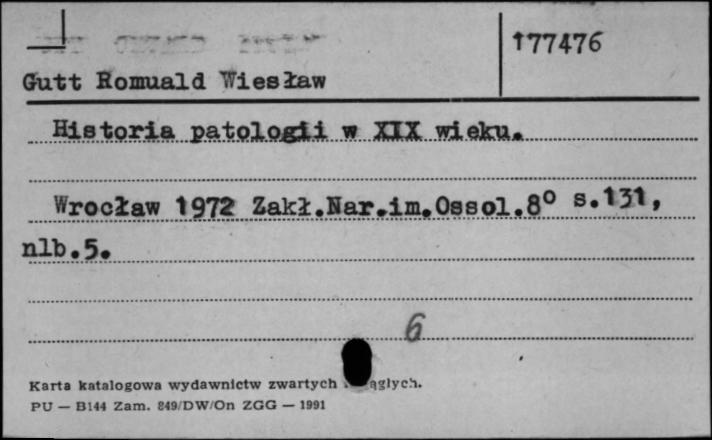 177476
Gutt Romuald Wiesław
Historia patologii w XIX wieku.
Wrocław 1972 Zakł.Nar.im.Ossol.8° s.131,
nlb.5.
6
Karta katalogowa wydawnictw zwartych
PU — B144 Zam. 849/DW/On ZGG — 1991